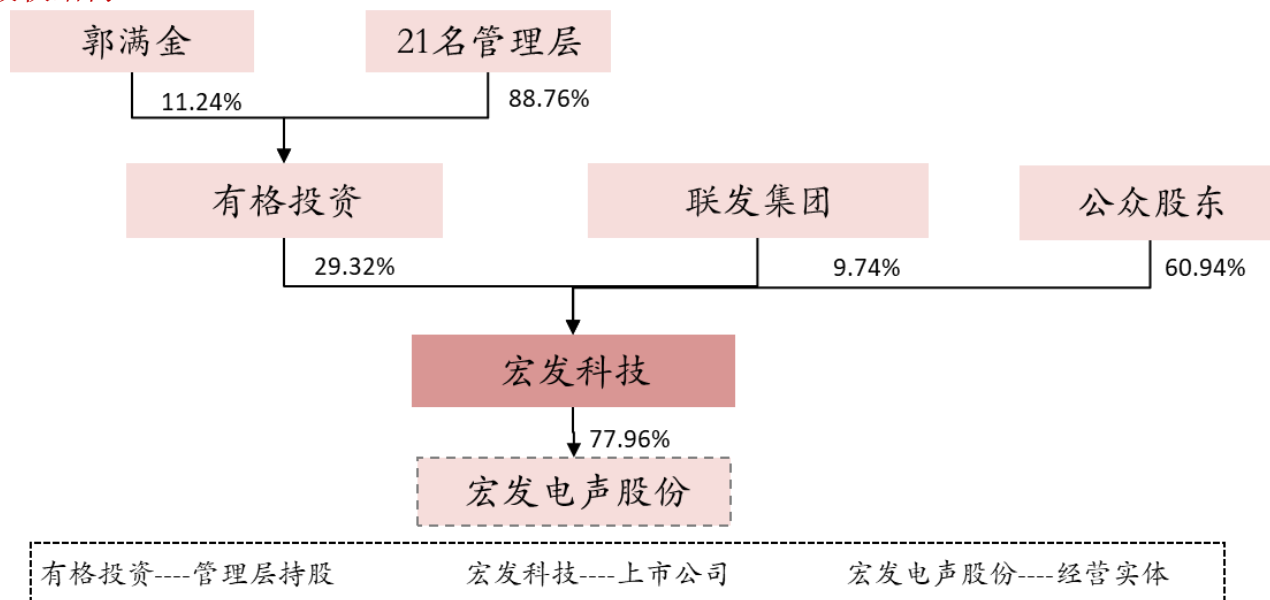 郭满金
21名管理层
11.24%
88.76%
有格投资
联发集团
公众股东
29.32%
9.74%
60.94%
宏发科技
77.96%
宏发电声股份
有格投资----管理层持股 宏发科技----上市公司 宏发电声股份----经营实体